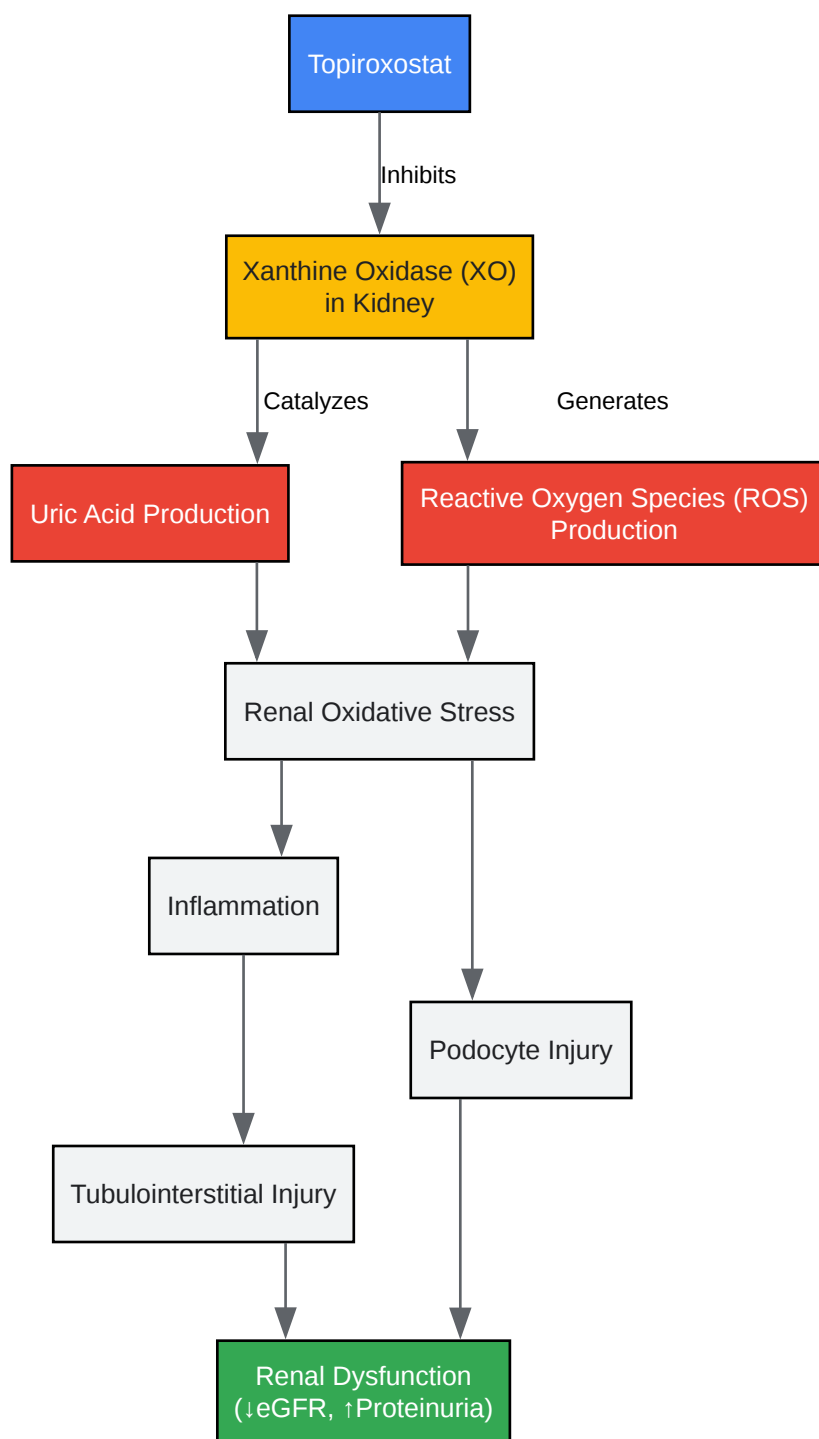 Topiroxostat
Inhibits
Xanthine Oxidase (XO)
in Kidney
Catalyzes
Generates
Uric Acid Production
Reactive Oxygen Species (ROS)
Production
Renal Oxidative Stress
Inflammation
Podocyte Injury
Tubulointerstitial Injury
Renal Dysfunction
(↓eGFR, ↑Proteinuria)